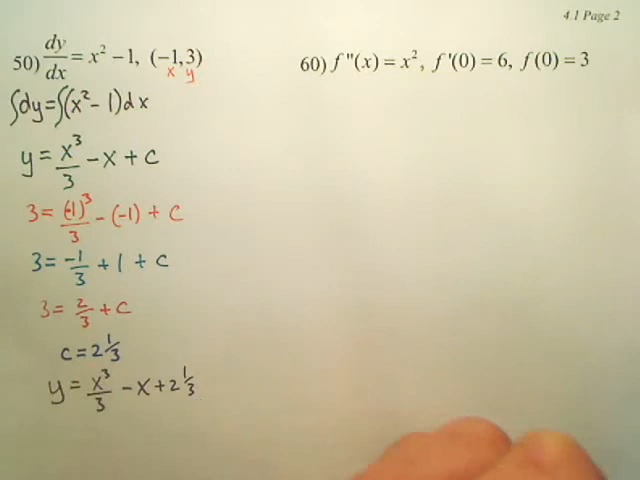 4.1 Page 2
50) dy/dx = x² − 1, (−1,3)
x y
∫dy = ∫(x² − 1)dx
y = x³/3 − x + c
3 = (−1)³/3 − (−1) + c
3 = −1/3 + 1 + c
3 = 2/3 + c
c = 2 1/3
y = x³/3 − x + 2 1/3
60) f "(x) = x², f '(0) = 6, f (0) = 3